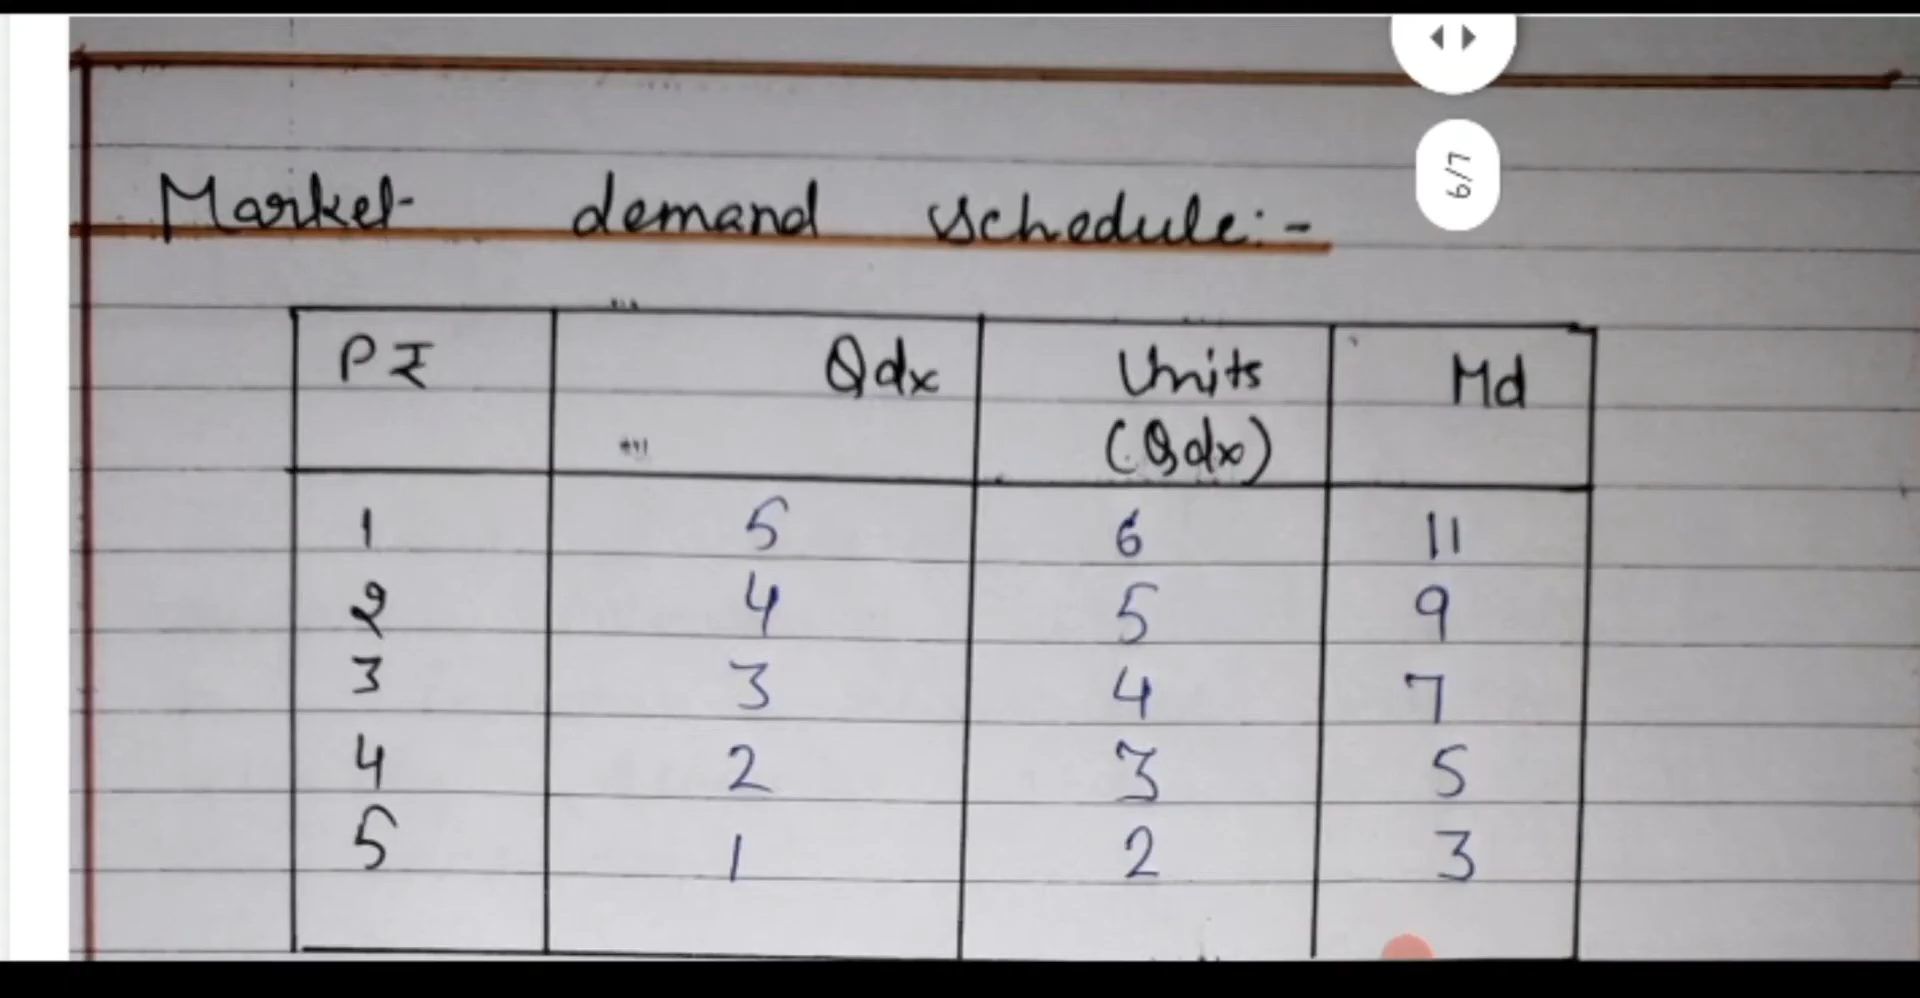 6/7
Market demand schedule:-
P ₹ Qdx Units Md
(Qdx)
1 5 6 11
2 4 5 9
3 3 4 7
4 2 3 5
5 1 2 3